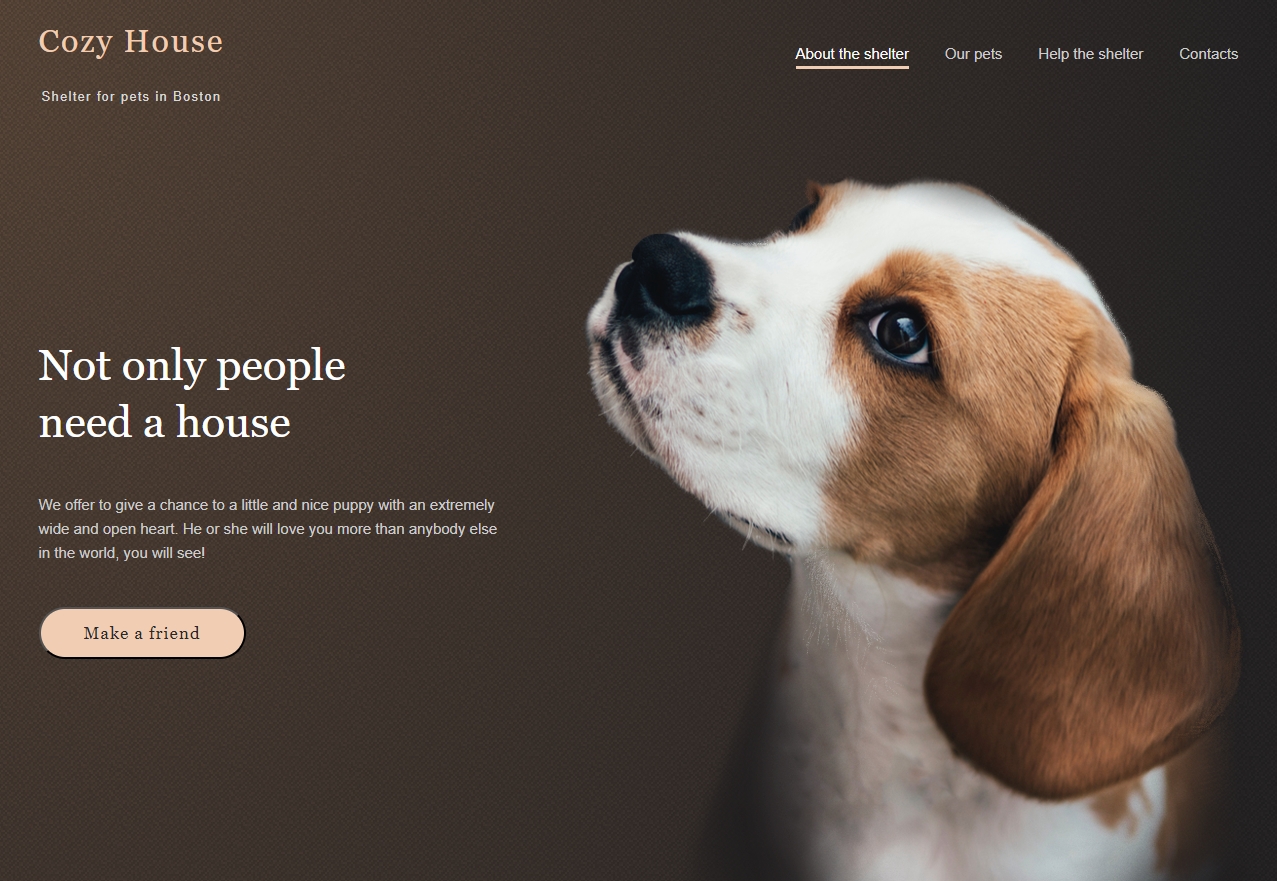 Cozy House
Shelter for pets in Boston
About the shelter
Our pets
Help the shelter
Contacts
Not only people
need a house
We offer to give a chance to a little and nice puppy with an extremely
wide and open heart. He or she will love you more than anybody else
in the world, you will see!
Make a friend